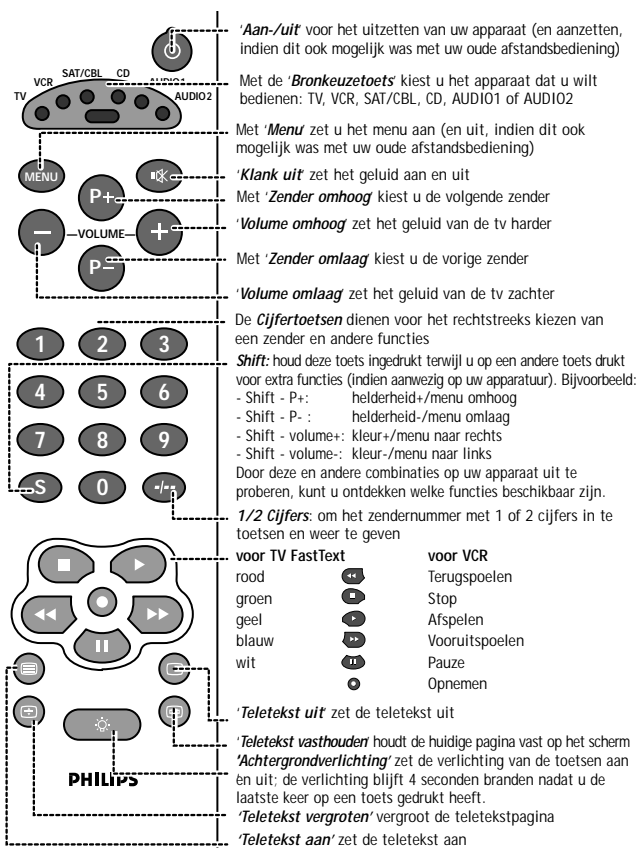 'Aan-/uit' voor het uitzetten van uw apparaat (en aanzetten,
indien dit ook mogelijk was met uw oude afstandsbediening)
TV
VCR
SAT/CBL
CD
AUDIO1
AUDIO2
Met de 'Bronkeuzetoets' kiest u het apparaat dat u wilt
bedienen: TV, VCR, SAT/CBL, CD, AUDIO1 of AUDIO2
Met 'Menu' zet u het menu aan (en uit, indien dit ook
mogelijk was met uw oude afstandsbediening)
MENU
'Klank uit' zet het geluid aan en uit
P+
Met 'Zender omhoog' kiest u de volgende zender
– VOLUME +
'Volume omhoog' zet het geluid van de tv harder
P–
Met 'Zender omlaag' kiest u de vorige zender
'Volume omlaag' zet het geluid van de tv zachter
De Cijfertoetsen dienen voor het rechtstreeks kiezen van
een zender en andere functies
1 2 3
4 5 6
7 8 9
S 0 -/--
Shift: houd deze toets ingedrukt terwijl u op een andere toets drukt
voor extra functies (indien aanwezig op uw apparatuur). Bijvoorbeeld:
- Shift - P+: helderheid+/menu omhoog
- Shift - P- : helderheid-/menu omlaag
- Shift - volume+: kleur+/menu naar rechts
- Shift - volume-: kleur-/menu naar links
Door deze en andere combinaties op uw apparaat uit te
proberen, kunt u ontdekken welke functies beschikbaar zijn.
1/2 Cijfers: om het zendernummer met 1 of 2 cijfers in te
toetsen en weer te geven
voor TV FastText voor VCR
rood Terugspoelen
groen Stop
geel Afspelen
blauw Vooruitspoelen
wit Pauze
Opnemen
'Teletekst uit' zet de teletekst uit
'Teletekst vasthouden' houdt de huidige pagina vast op het scherm
'Achtergrondverlichting' zet de verlichting van de toetsen aan
èn uit; de verlichting blijft 4 seconden branden nadat u de
laatste keer op een toets gedrukt heeft.
PHILIPS
'Teletekst vergroten' vergroot de teletekstpagina
'Teletekst aan' zet de teletekst aan